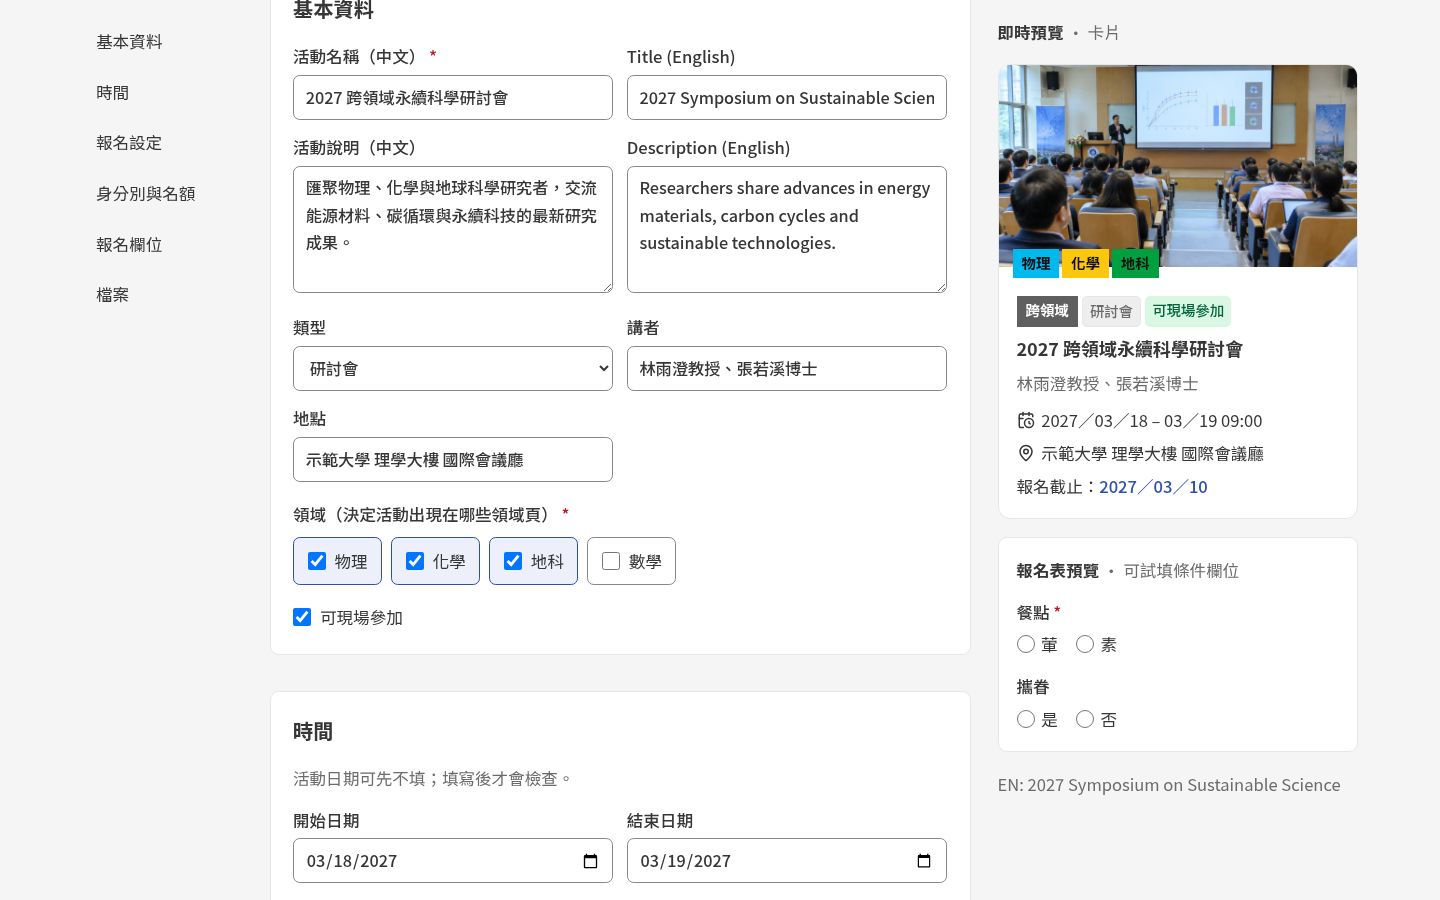 基本資料
時間
報名設定
身分別與名額
報名欄位
檔案
基本資料
活動名稱（中文） *
2027 跨領域永續科學研討會
Title (English)
2027 Symposium on Sustainable Scien
活動說明（中文）
匯聚物理、化學與地球科學研究者，交流
能源材料、碳循環與永續科技的最新研究
成果。
Description (English)
Researchers share advances in energy
materials, carbon cycles and
sustainable technologies.
類型
研討會
講者
林雨澄教授、張若溪博士
地點
示範大學 理學大樓 國際會議廳
領域（決定活動出現在哪些領域頁） *
物理
化學
地科
數學
可現場參加
時間
活動日期可先不填；填寫後才會檢查。
開始日期
03/18/2027
結束日期
03/19/2027
即時預覽 · 卡片
物理 化學 地科
跨領域 研討會 可現場參加
2027 跨領域永續科學研討會
林雨澄教授、張若溪博士
2027／03／18 – 03／19 09:00
示範大學 理學大樓 國際會議廳
報名截止：2027／03／10
報名表預覽 · 可試填條件欄位
餐點 *
葷 素
攜眷
是 否
EN: 2027 Symposium on Sustainable Science